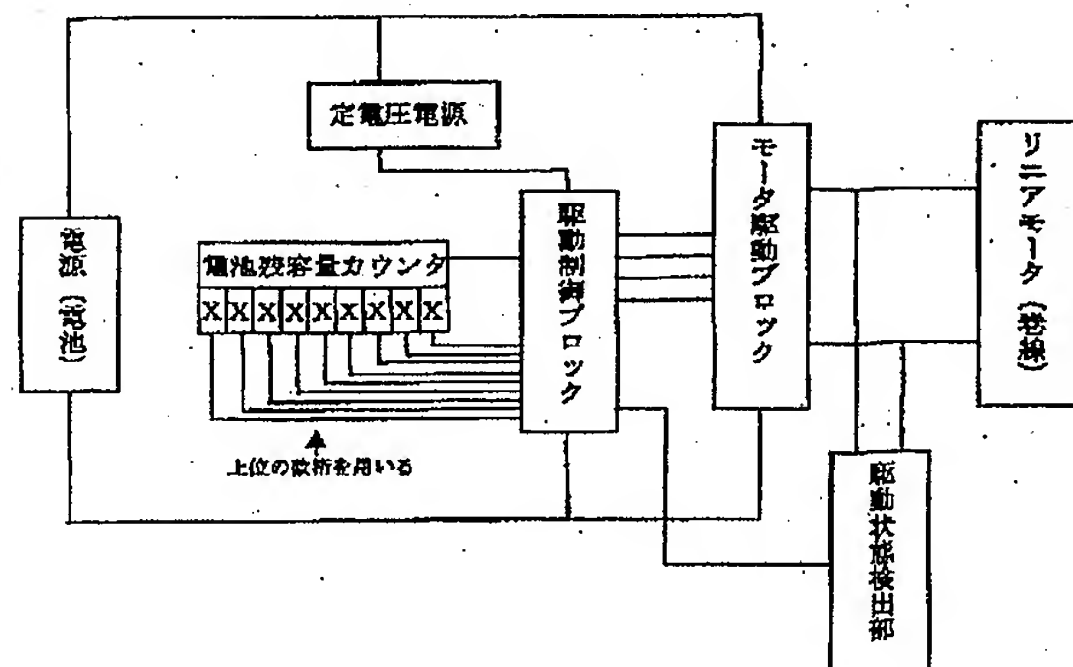 定電圧電源
電源(電池)
電池残容量カウンタ
X X X X X X X X X
上位の数桁を用いる
駆動制御ブロック
モータ駆動ブロック
リニアモータ(巻線)
駆動状態検出部